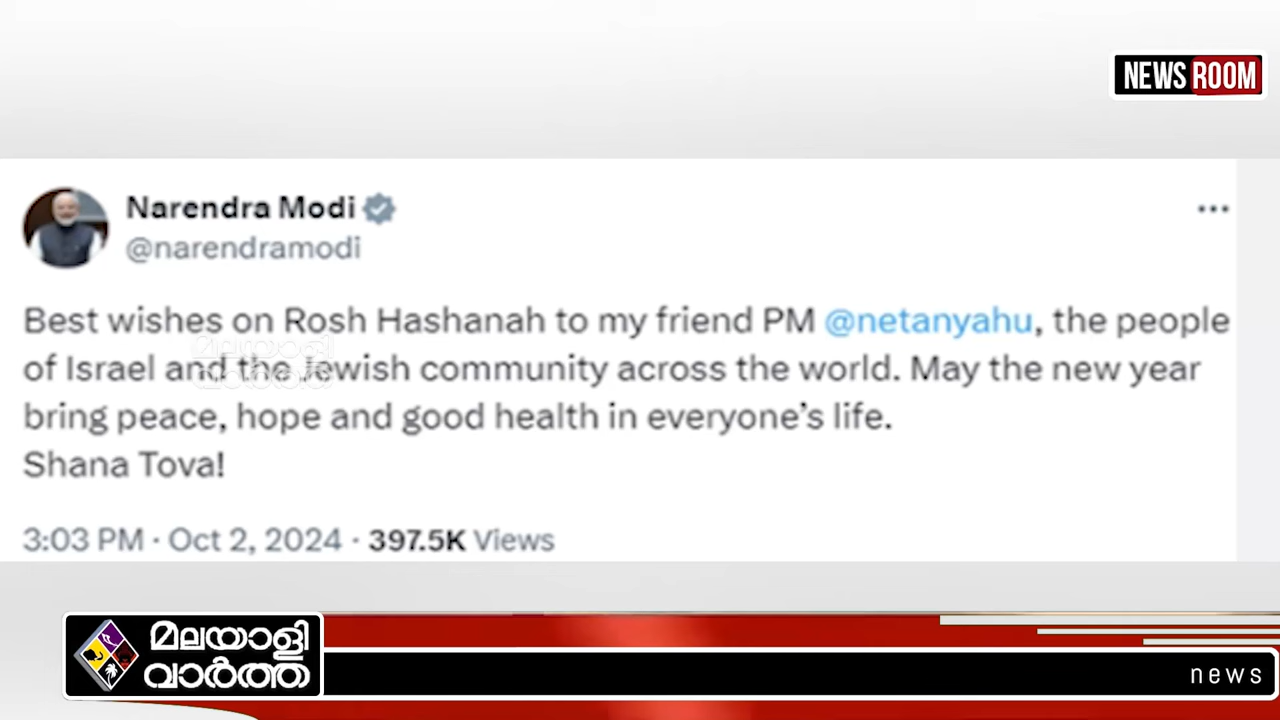 NEWS ROOM
Narendra Modi
@narendramodi
Best wishes on Rosh Hashanah to my friend PM @netanyahu, the people
of Israel and the Jewish community across the world. May the new year
bring peace, hope and good health in everyone’s life.
Shana Tova!
മലയാളി
വാർത്ത
3:03 PM · Oct 2, 2024 · 397.5K Views
മലയാളി
വാർത്ത
news